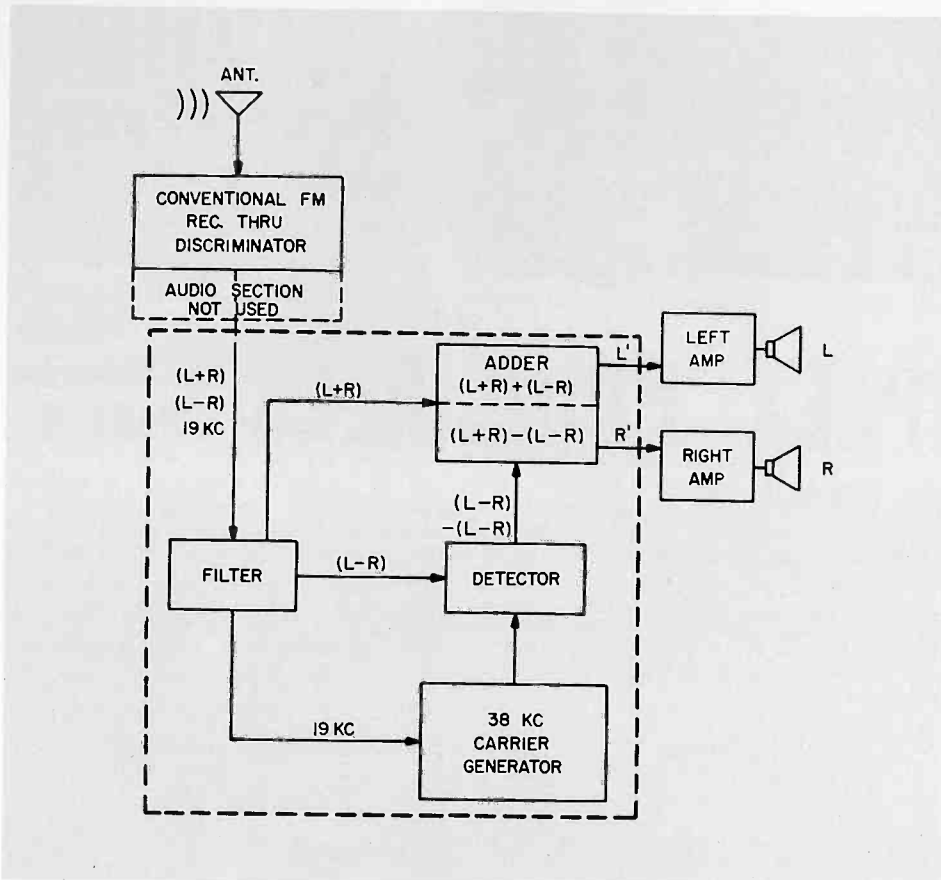 ANT.
CONVENTIONAL FM
REC. THRU
DISCRIMINATOR
AUDIO SECTION
NOT USED
(L+R)
(L−R)
19 KC
(L+R)
ADDER
(L+R)+(L−R)
(L+R)−(L−R)
L'
R'
LEFT
AMP
L
RIGHT
AMP
R
(L−R)
−(L−R)
FILTER
(L−R)
DETECTOR
19 KC
38 KC
CARRIER
GENERATOR